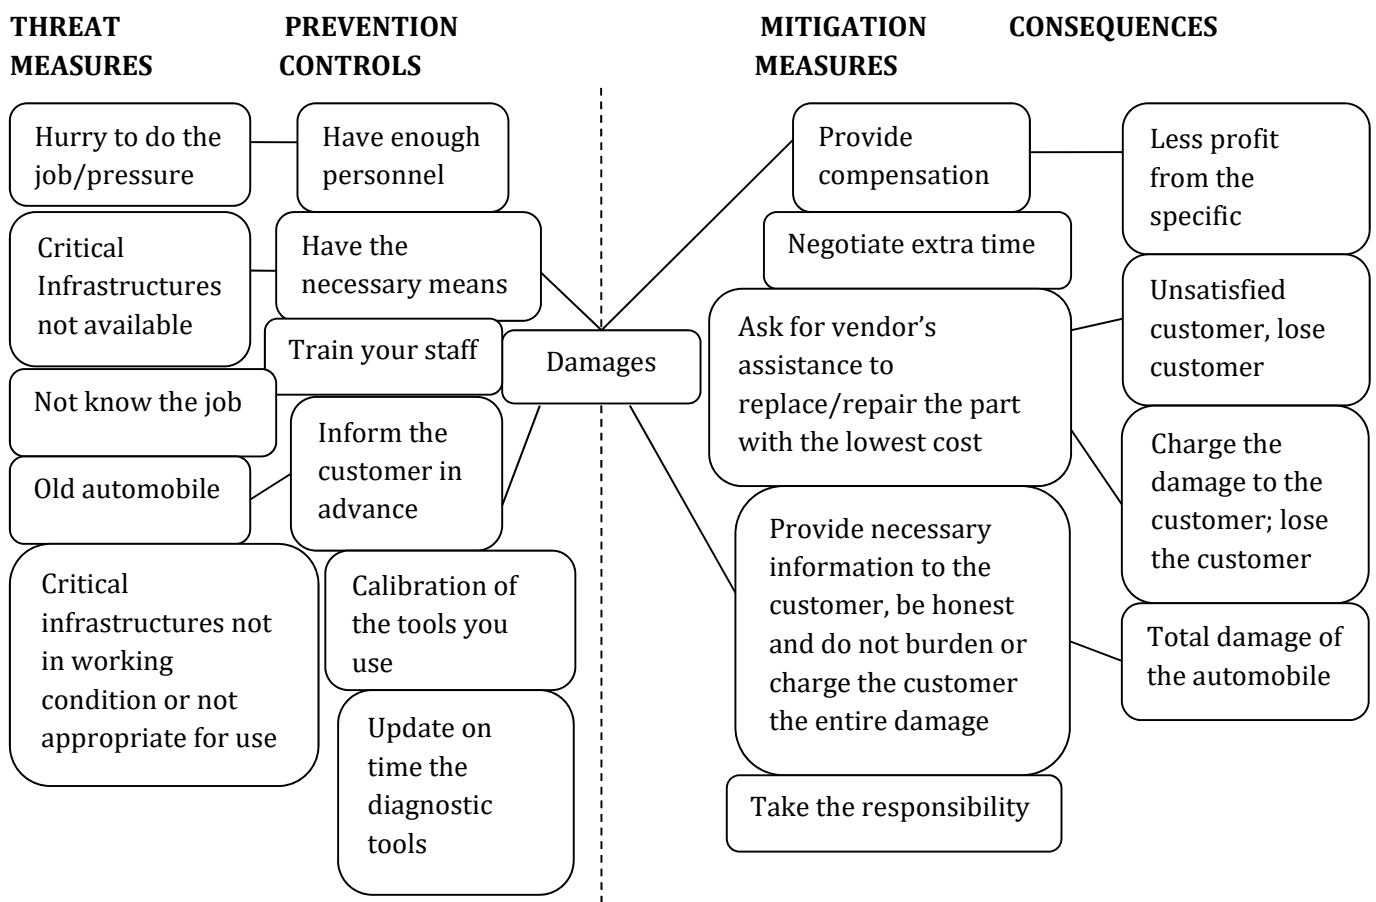 THREAT MEASURES
PREVENTION CONTROLS
MITIGATION MEASURES
CONSEQUENCES
Hurry to do the
job/pressure
Critical
Infrastructures
not available
Not know the job
Old automobile
Critical
infrastructures not
in working
condition or not
appropriate for use
Have enough
personnel
Have the
necessary means
Train your staff
Inform the
customer in
advance
Calibration of
the tools you
use
Update on
time the
diagnostic
tools
Damages
Provide
compensation
Negotiate extra time
Ask for vendor’s
assistance to
replace/repair the part
with the lowest cost
Provide necessary
information to the
customer, be honest
and do not burden or
charge the customer
the entire damage
Take the responsibility
Less profit
from the
specific
Unsatisfied
customer, lose
customer
Charge the
damage to the
customer; lose
the customer
Total damage of
the automobile